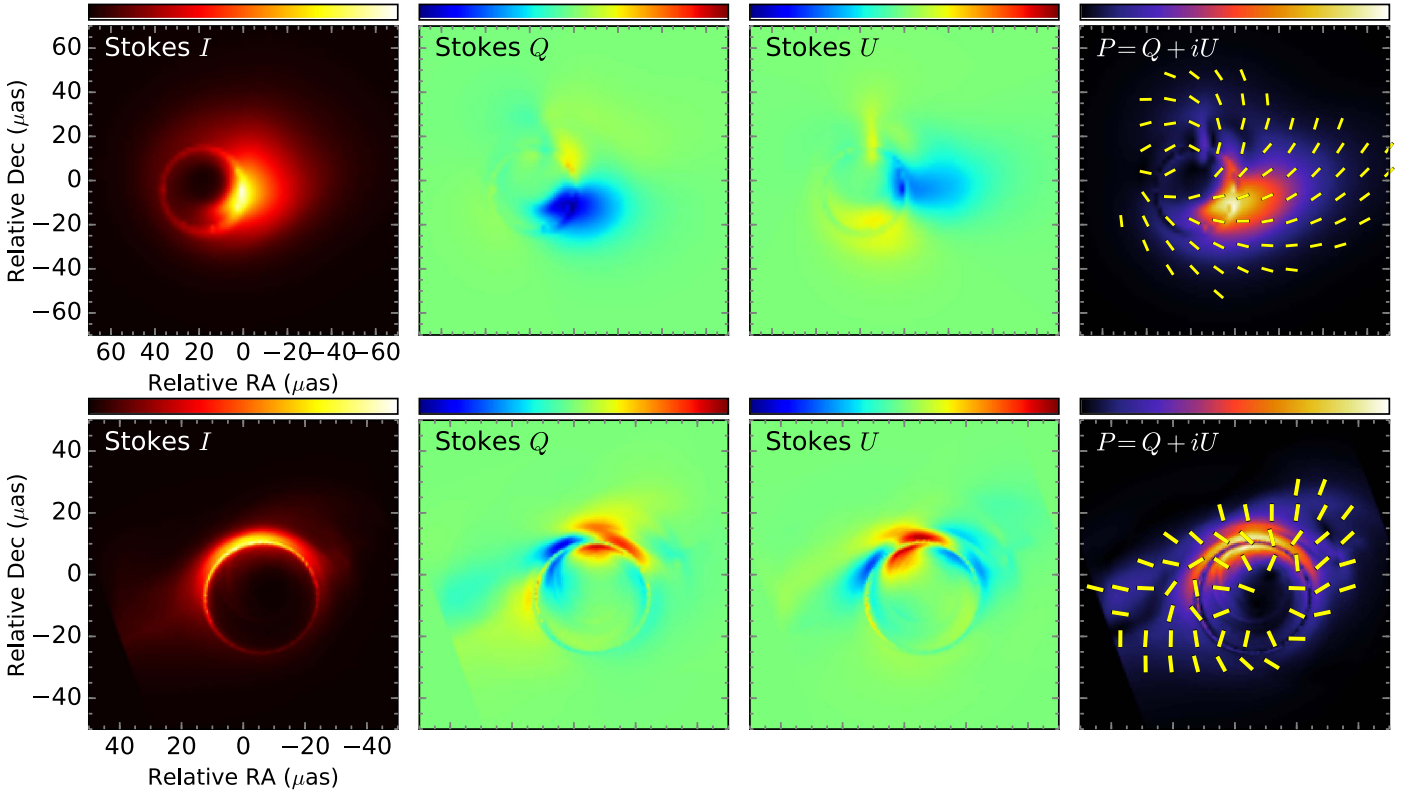 Stokes I
Stokes Q
Stokes U
P = Q + iU
Relative Dec (μas)
60
40
20
0
−20
−40
−60
60 40 20 0 −20 −40 −60
Relative RA (μas)
Stokes I
Stokes Q
Stokes U
P = Q + iU
Relative Dec (μas)
40
20
0
−20
−40
40 20 0 −20 −40
Relative RA (μas)